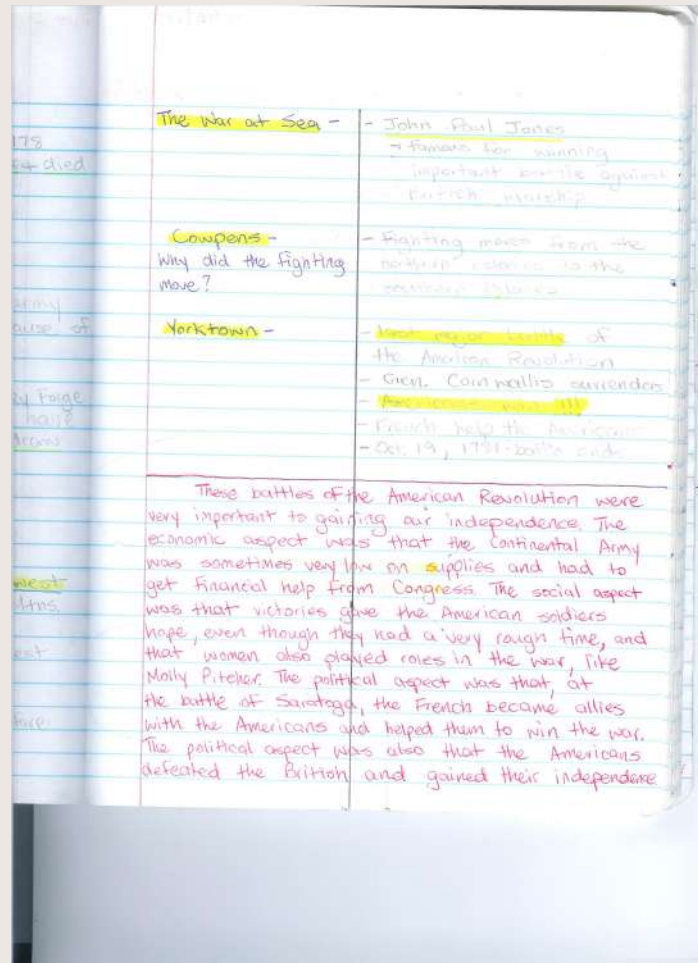 The War at Sea -
- John Paul Jones
→ famous for winning
important battle against
British warship
Cowpens -
Why did the fighting
move?
- Fighting moves from the
northern colonies to the
southern colonies
Yorktown -
- last major battle of
the American Revolution
- Gen. Cornwallis surrenders
- Americans win !!!
- French help the Americans
- Oct. 19, 1781- battle ends
These battles of the American Revolution were
very important to gaining our independence. The
economic aspect was that the Continental Army
was sometimes very low on supplies and had to
get financial help from Congress. The social aspect
was that victories gave the American soldiers
hope, even though they had a very rough time, and
that women also played roles in the war, like
Molly Pitcher. The political aspect was that, at
the battle of Saratoga, the French became allies
with the Americans and helped them to win the war.
The political aspect was also that the Americans
defeated the British and gained their independence
178
died
army
ause of
Forge
have
west
Mtns,